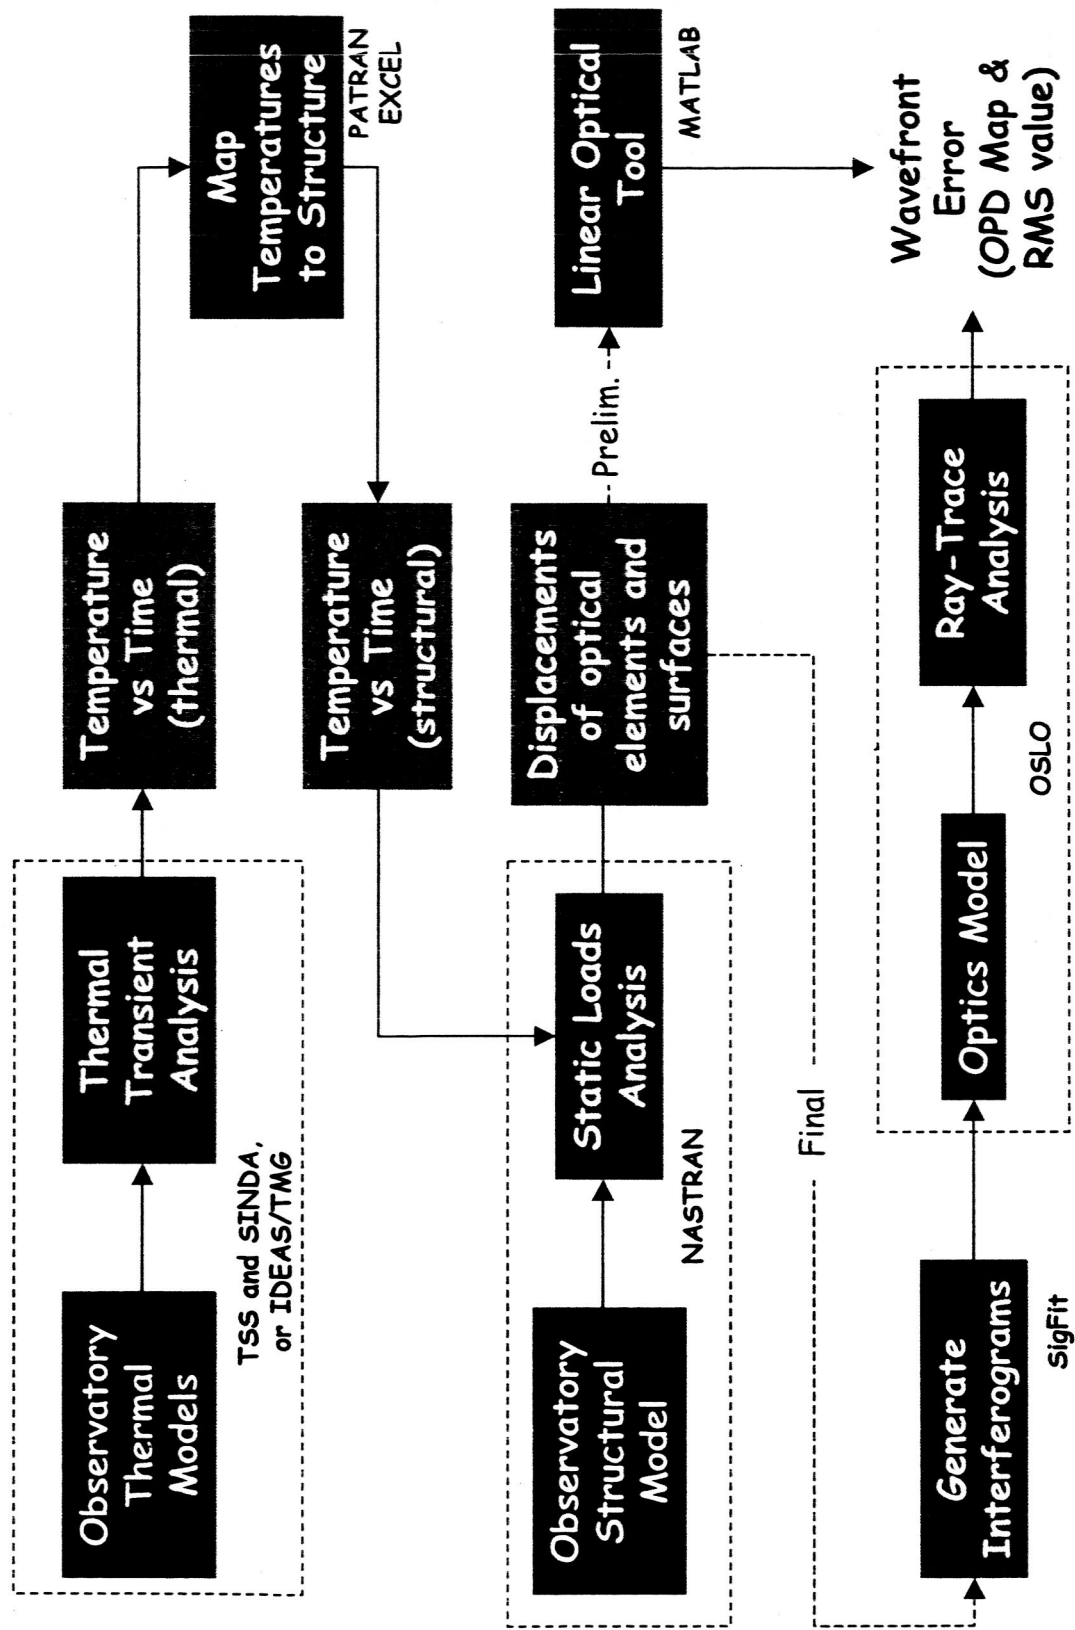 Observatory
Thermal
Models
Thermal
Transient
Analysis
TSS and SINDA,
or IDEAS/TMG
Temperature
vs Time
(thermal)
Map
Temperatures
to Structure
PATRAN
EXCEL
Temperature
vs Time
(structural)
Observatory
Structural
Model
Static Loads
Analysis
NASTRAN
Displacements
of optical
elements and
surfaces
Prelim.
Linear Optical
Tool
MATLAB
Final
Generate
Interferograms
SigFit
Optics Model
Ray-Trace
Analysis
OSLO
Wavefront
Error
(OPD Map &
RMS value)